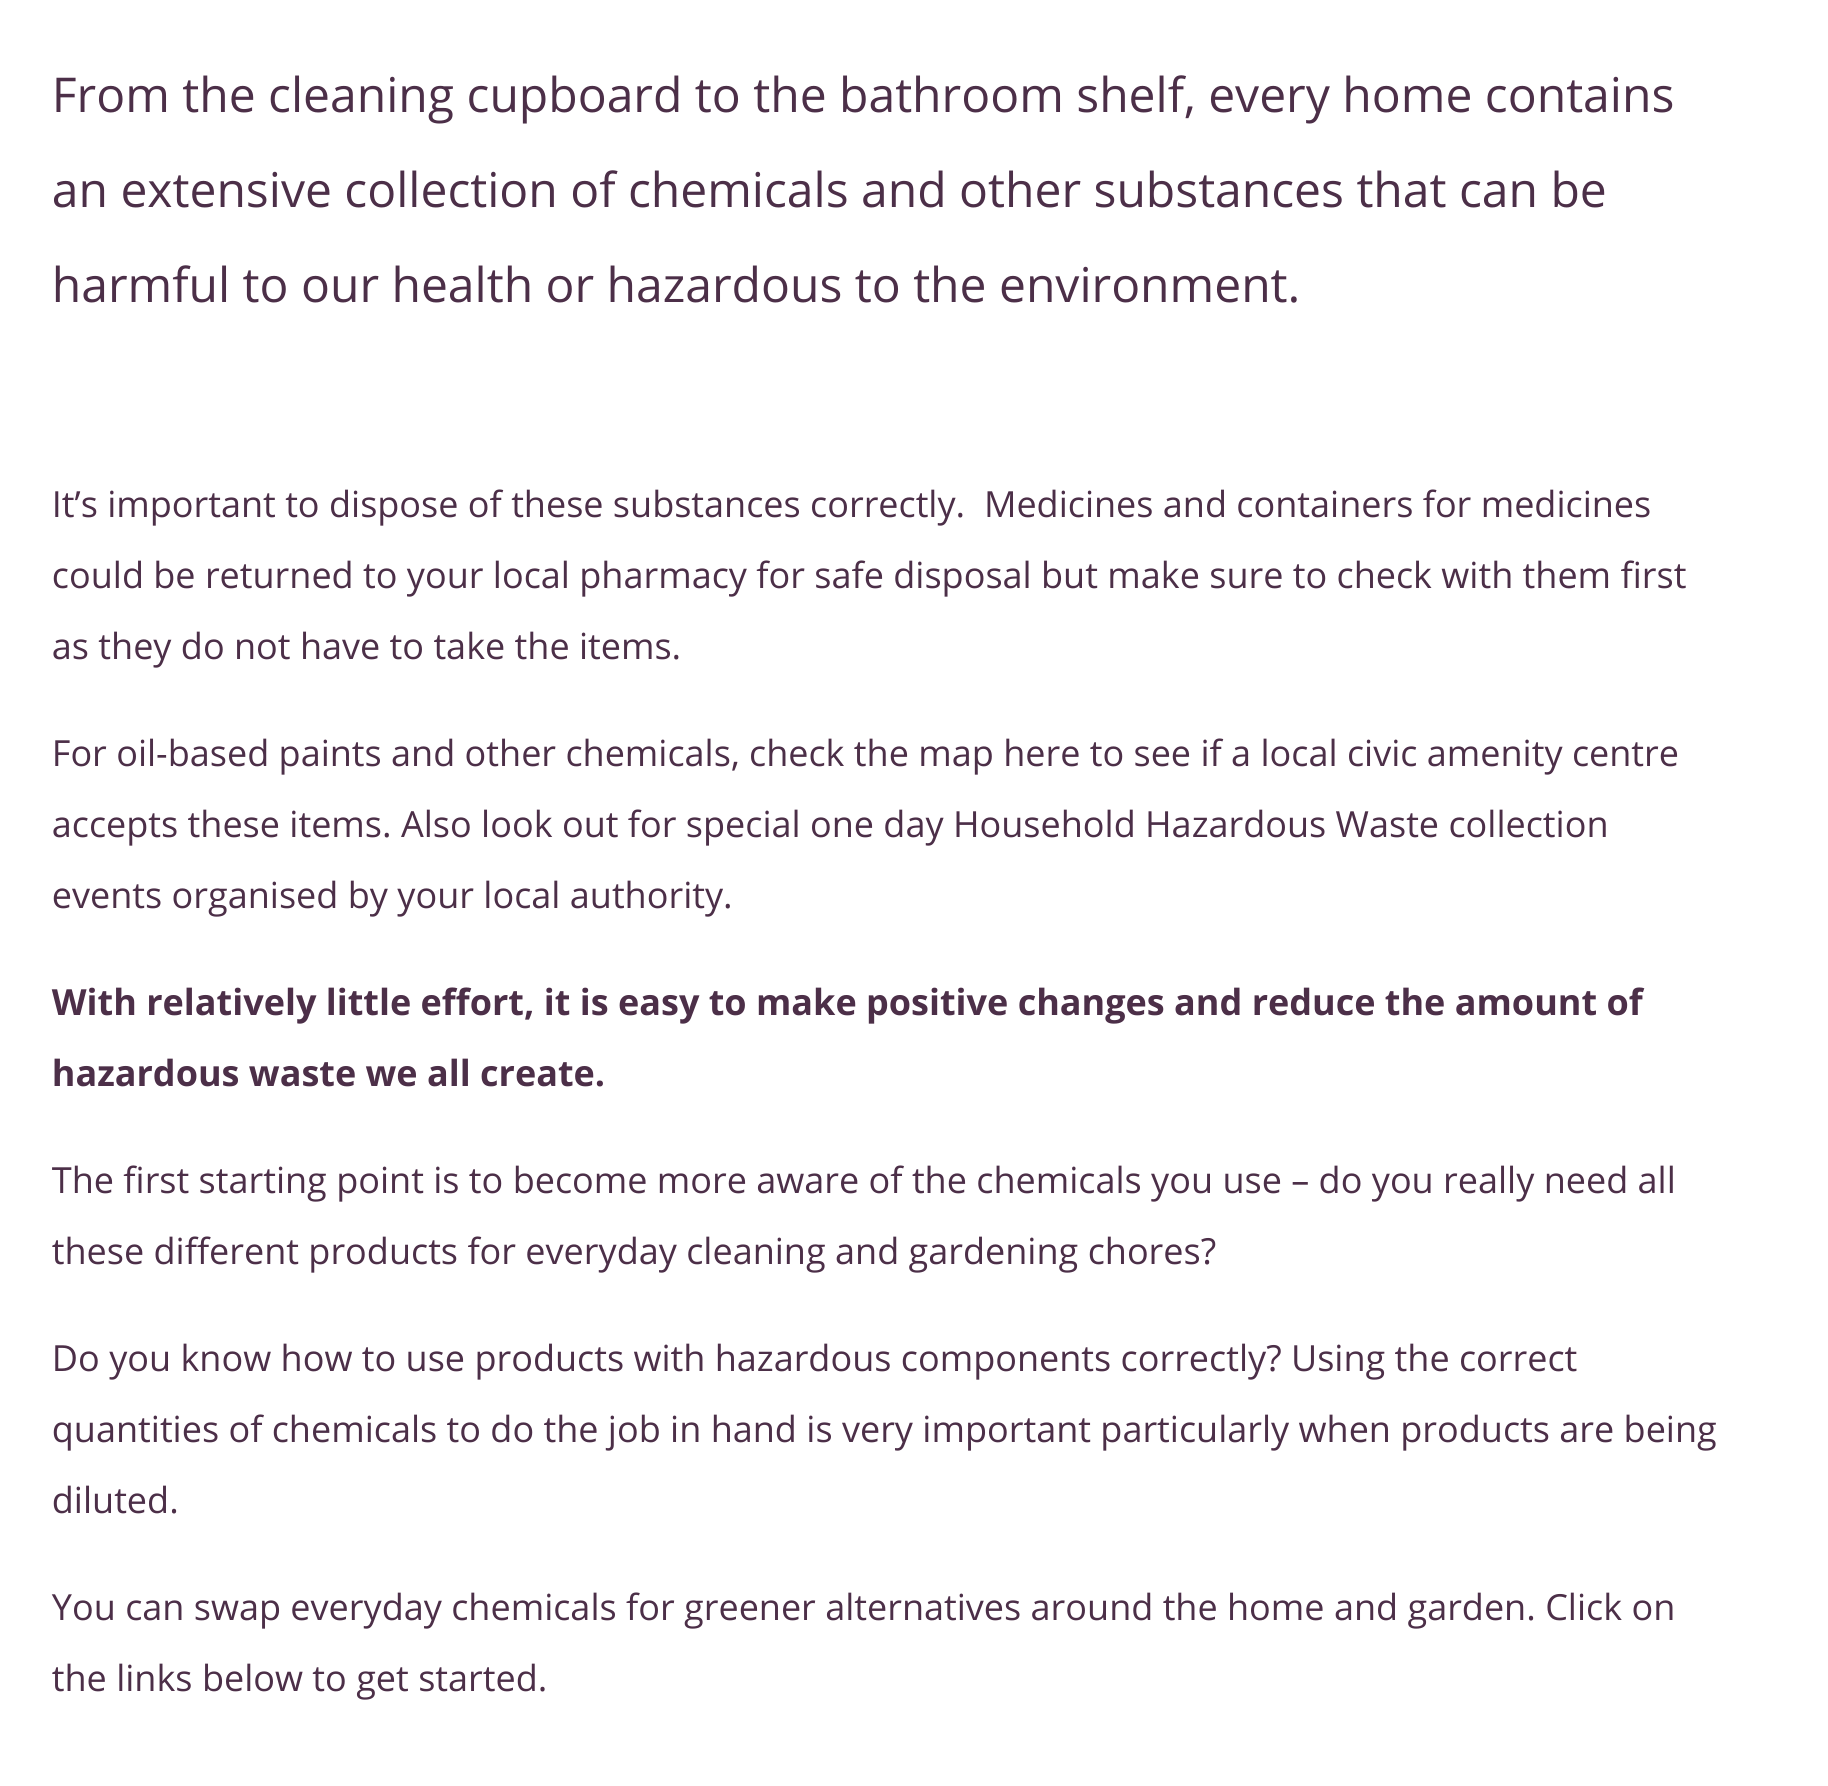 From the cleaning cupboard to the bathroom shelf, every home contains
an extensive collection of chemicals and other substances that can be
harmful to our health or hazardous to the environment.
It’s important to dispose of these substances correctly.  Medicines and containers for medicines
could be returned to your local pharmacy for safe disposal but make sure to check with them first
as they do not have to take the items.
For oil-based paints and other chemicals, check the map here to see if a local civic amenity centre
accepts these items. Also look out for special one day Household Hazardous Waste collection
events organised by your local authority.
With relatively little effort, it is easy to make positive changes and reduce the amount of
hazardous waste we all create.
The first starting point is to become more aware of the chemicals you use – do you really need all
these different products for everyday cleaning and gardening chores?
Do you know how to use products with hazardous components correctly? Using the correct
quantities of chemicals to do the job in hand is very important particularly when products are being
diluted.
You can swap everyday chemicals for greener alternatives around the home and garden. Click on
the links below to get started.